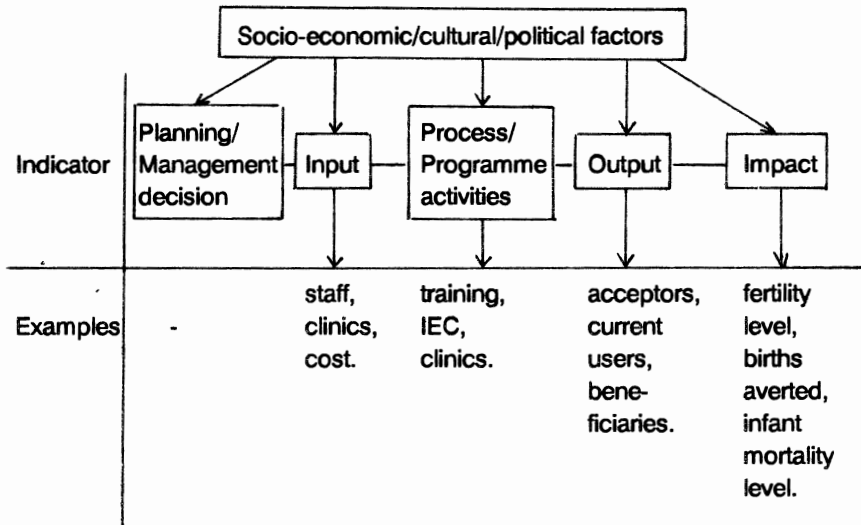 Socio-economic/cultural/political factors
Indicator
Planning/
Management
decision
Input
Process/
Programme
activities
Output
Impact
Examples
-
staff,
clinics,
cost.
training,
IEC,
clinics.
acceptors,
current
users,
bene-
ficiaries.
fertility
level,
births
averted,
infant
mortality
level.